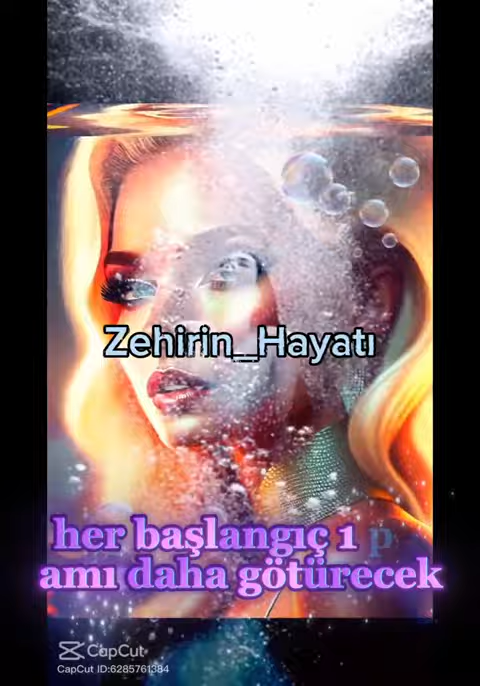 Zehirin_Hayatı
her başlangıç 1 p
amı daha götürecek
CapCut
CapCut ID:6285761384